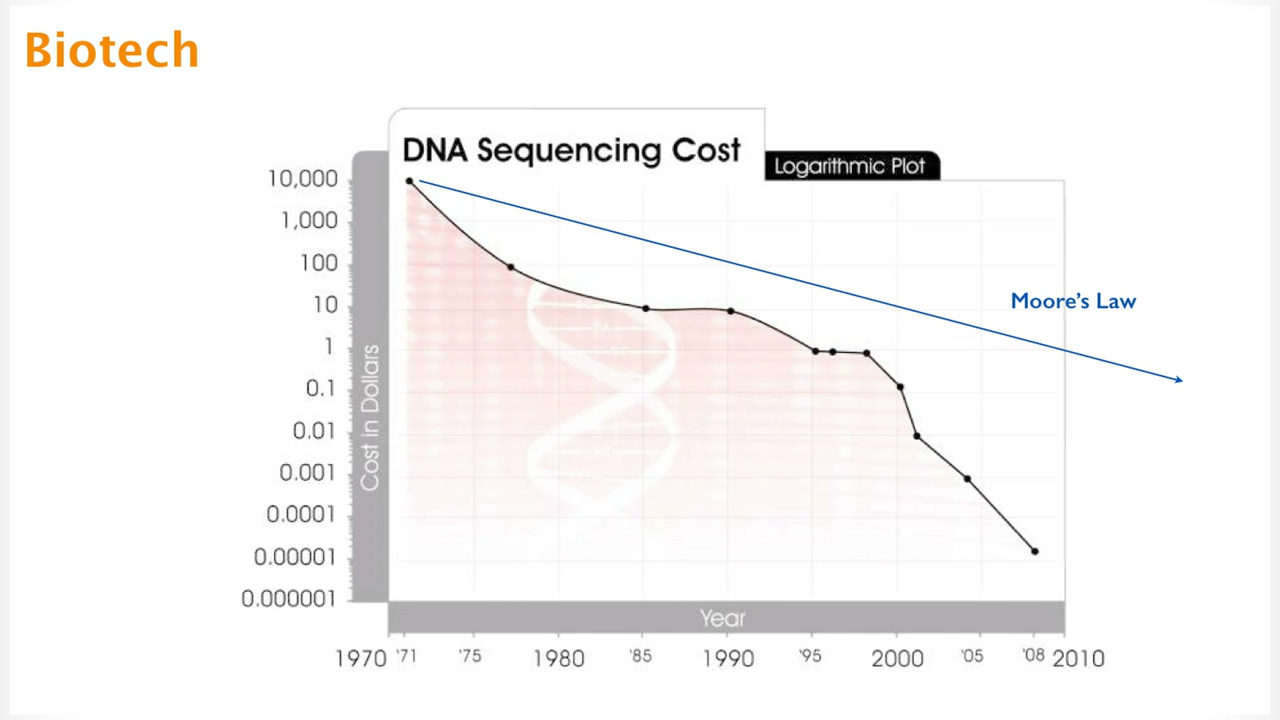 Biotech
DNA Sequencing Cost
Logarithmic Plot
10,000
1,000
100
10
1
0.1
0.01
0.001
0.0001
0.00001
0.000001
Cost in Dollars
Moore's Law
Year
1970 '71 '75 1980 '85 1990 '95 2000 '05 '08 2010